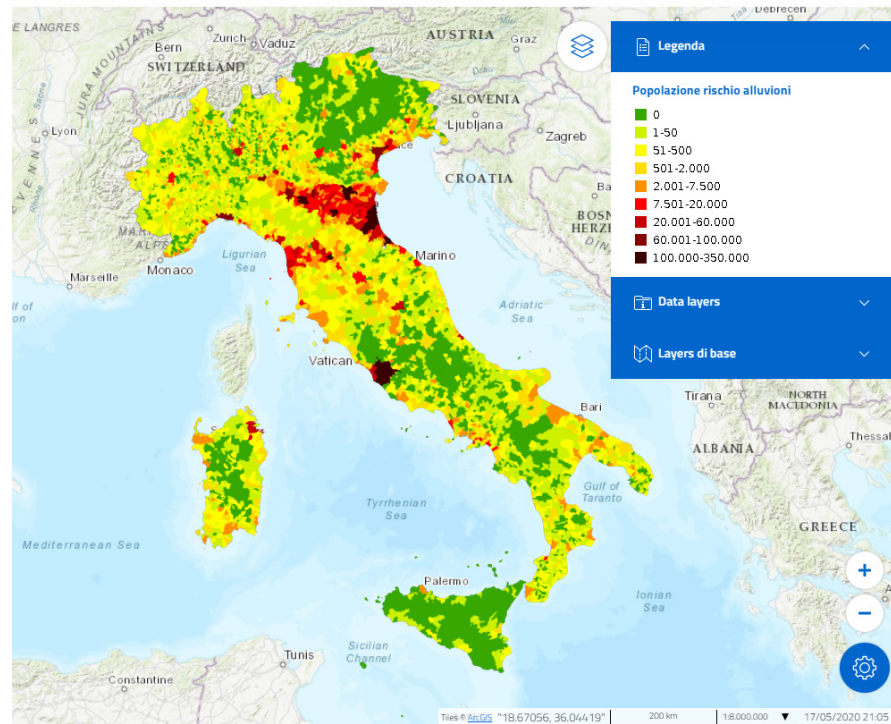 LANGRES
JURA MOUNTAINS
Bern
Zurich
Vaduz
AUSTRIA
Graz
Debrecen
Tisa
SWITZERLAND
Drau
SLOVENIA
Ljubljana
Zagreb
Saone
Lyon
CROATIA
Legenda
Popolazione rischio alluvioni
0
1-50
51-500
501-2.000
2.001-7.500
7.501-20.000
20.001-60.000
60.001-100.000
100.000-350.000
Data layers
Layers di base
ALPS
Monaco
Marseille
Ligurian
Sea
Marino
Adriatic
Sea
Vatican
Bari
Tirana
NORTH
MACEDONIA
ALBANIA
Gulf of
Taranto
Tyrrhenian
Sea
GREECE
Mediterranean Sea
Palermo
Ionian
Sea
Sicilian
Channel
Tunis
Constantine
+
−
Tiles © ArcGIS "18.67056, 36.04419" 200 km 1:8.000.000 ▼ 17/05/2020 21:05